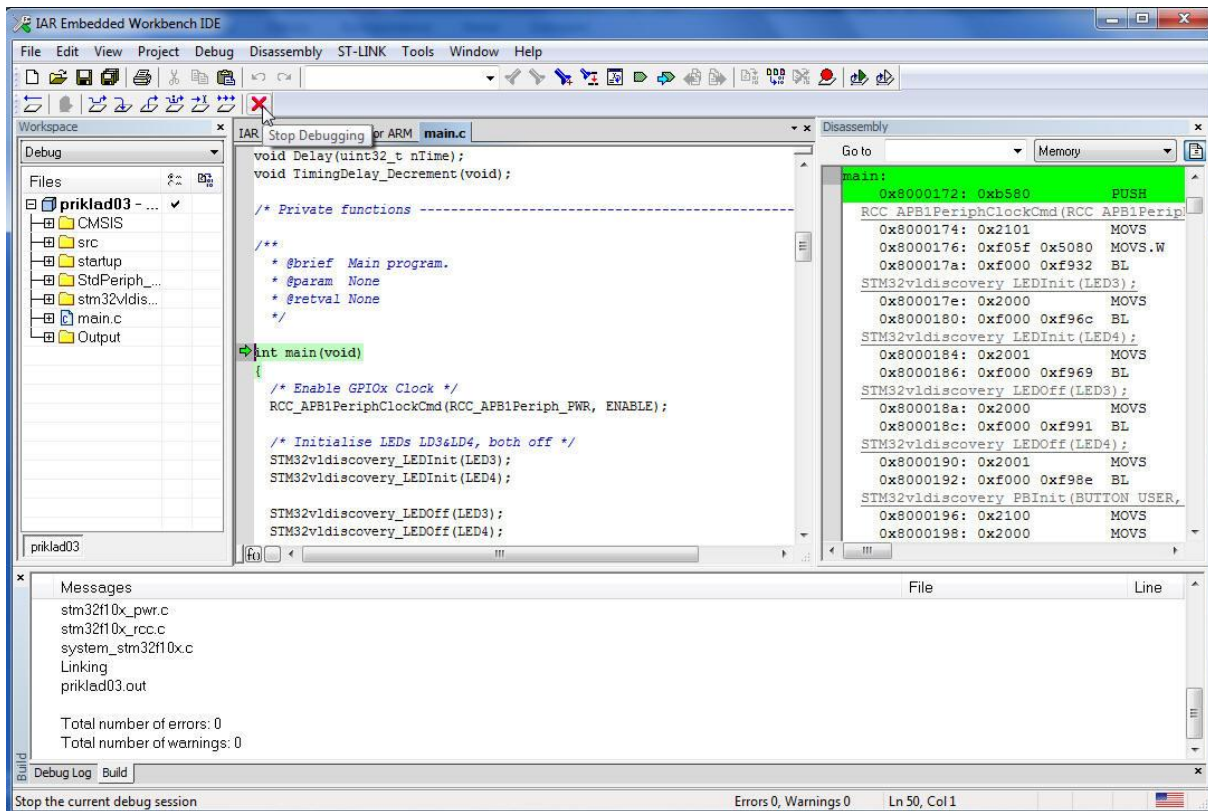 IAR Embedded Workbench IDE
File Edit View Project Debug Disassembly ST-LINK Tools Window Help
Workspace
Debug
Files
priklad03 - ...
CMSIS
src
startup
StdPeriph_...
stm32vldis...
main.c
Output
priklad03
IAR Stop Debugging or ARM main.c
void Delay(uint32_t nTime);
void TimingDelay_Decrement(void);
/* Private functions -----------------------------------------------
/**
* @brief Main program.
* @param None
* @retval None
*/
int main(void)
{
/* Enable GPIOx Clock */
RCC_APB1PeriphClockCmd(RCC_APB1Periph_PWR, ENABLE);
/* Initialise LEDs LD3&LD4, both off */
STM32vldiscovery_LEDInit(LED3);
STM32vldiscovery_LEDInit(LED4);
STM32vldiscovery_LEDOff(LED3);
STM32vldiscovery_LEDOff(LED4);
Disassembly
Go to Memory
main:
0x8000172: 0xb580 PUSH
RCC_APB1PeriphClockCmd(RCC_APB1Perip
0x8000174: 0x2101 MOVS
0x8000176: 0xf05f 0x5080 MOVS.W
0x800017a: 0xf000 0xf932 BL
STM32vldiscovery_LEDInit(LED3);
0x800017e: 0x2000 MOVS
0x8000180: 0xf000 0xf96c BL
STM32vldiscovery_LEDInit(LED4);
0x8000184: 0x2001 MOVS
0x8000186: 0xf000 0xf969 BL
STM32vldiscovery_LEDOff(LED3);
0x800018a: 0x2000 MOVS
0x800018c: 0xf000 0xf991 BL
STM32vldiscovery_LEDOff(LED4);
0x8000190: 0x2001 MOVS
0x8000192: 0xf000 0xf98e BL
STM32vldiscovery_PBInit(BUTTON_USER,
0x8000196: 0x2100 MOVS
0x8000198: 0x2000 MOVS
Messages File Line
stm32f10x_pwr.c
stm32f10x_rcc.c
system_stm32f10x.c
Linking
priklad03.out
Total number of errors: 0
Total number of warnings: 0
Build
Debug Log Build
Stop the current debug session Errors 0, Warnings 0 Ln 50, Col 1